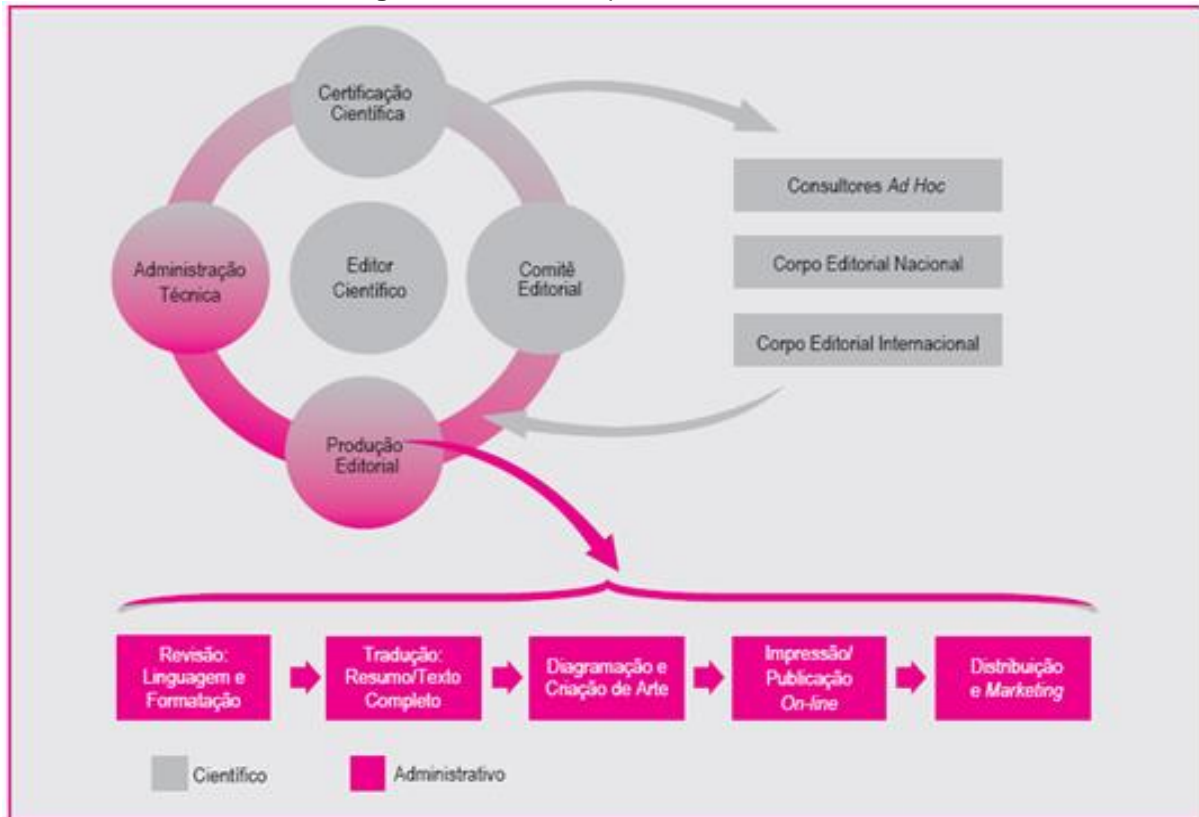 Certificação
Científica
Consultores Ad Hoc
Administração
Técnica
Editor
Científico
Comitê
Editorial
Corpo Editorial Nacional
Corpo Editorial Internacional
Produção
Editorial
Revisão:
Linguagem e
Formatação
Tradução:
Resumo/Texto
Completo
Diagramação e
Criação de Arte
Impressão/
Publicação
On-line
Distribuição
e Marketing
Científico
Administrativo